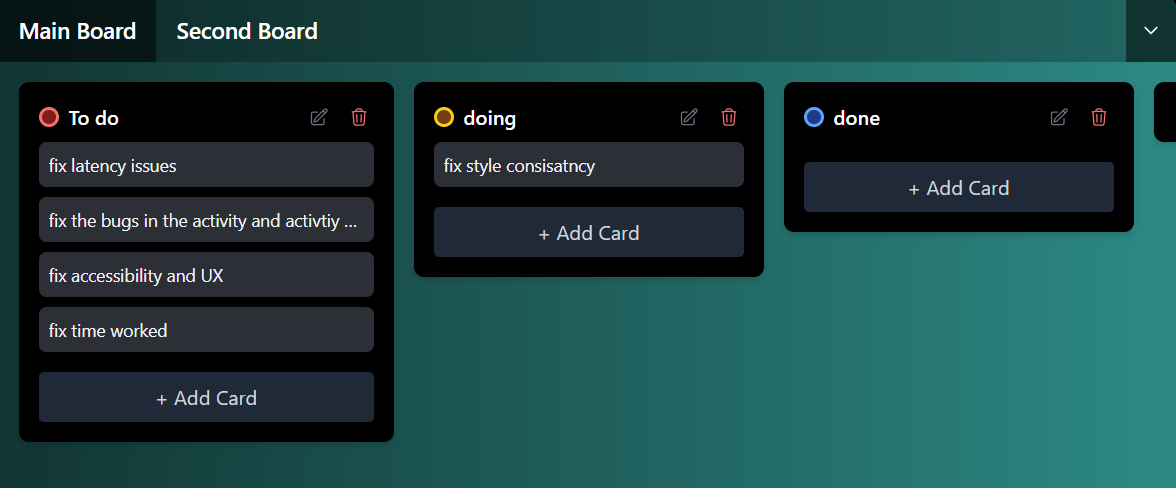 Main Board
Second Board
To do
fix latency issues
fix the bugs in the activity and activtiy ...
fix accessibility and UX
fix time worked
+ Add Card
doing
fix style consisatncy
+ Add Card
done
+ Add Card